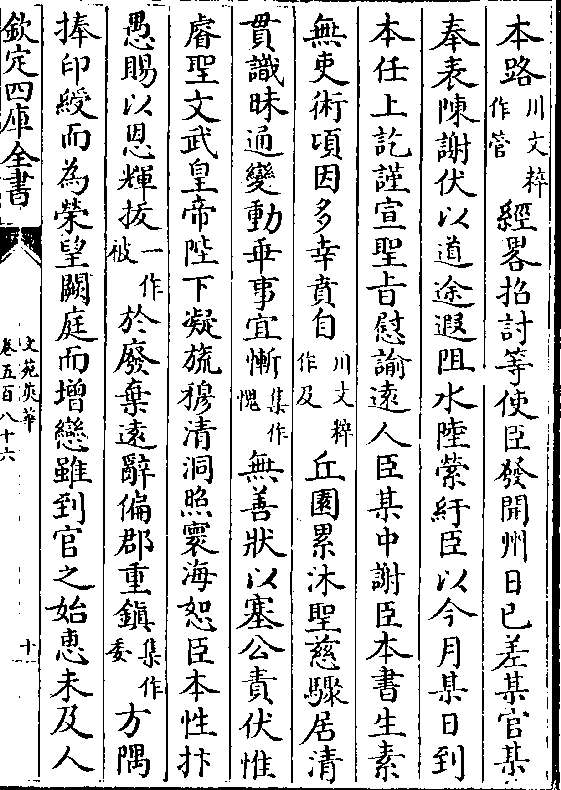 本路川文粹作管經畧招討等使臣發開州日已差某官某
奉表陳謝伏以道途遐阻水陸縈紆臣以今月某日到
本任上訖謹宣聖旨慰諭遠人臣某中謝臣本書生素
無吏術頃因多幸賁自川文粹作及丘園累沐聖慈驟居清
貫識昧通變動乖事宜慚集作愧無善狀以塞公責伏惟
睿聖文武皇帝陛下凝旒穆清洞照寰海恕臣本性抃
愚賜以恩輝拔一作被於廢棄遠辭偏郡重鎮集作委方隅
捧印綬而為榮望闕庭而增戀雖到官之始惠未及人
欽定四庫全書
文苑英華
卷五百八十六